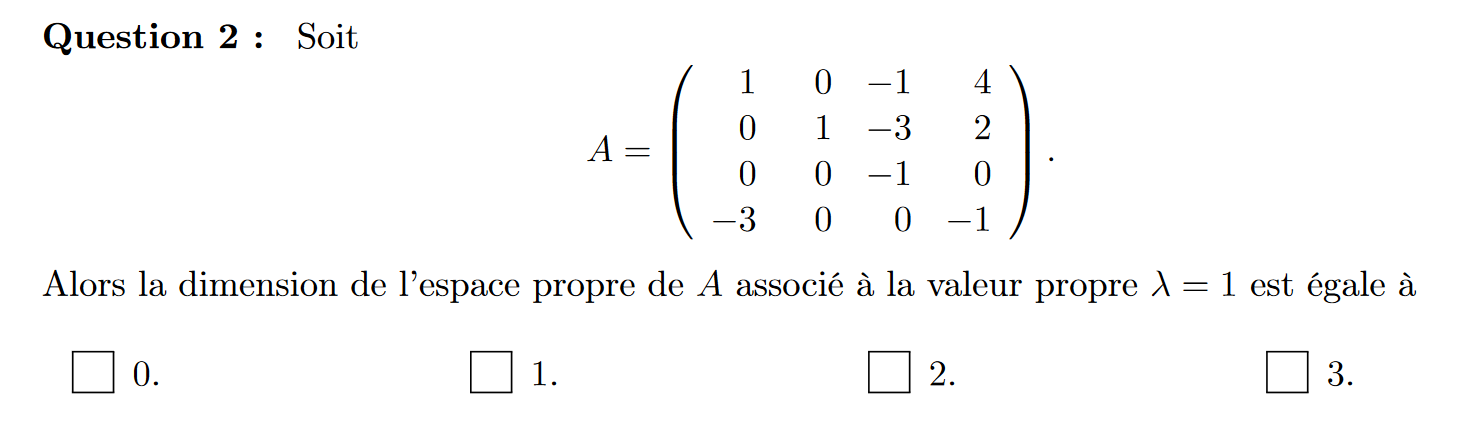 Question 2 : Soit
A = \begin{pmatrix} 1 & 0 & -1 & 4 \\ 0 & 1 & -3 & 2 \\ 0 & 0 & -1 & 0 \\ -3 & 0 & 0 & -1 \end{pmatrix}.
Alors la dimension de l'espace propre de A associé à la valeur propre λ = 1 est égale à
0. 1. 2. 3.